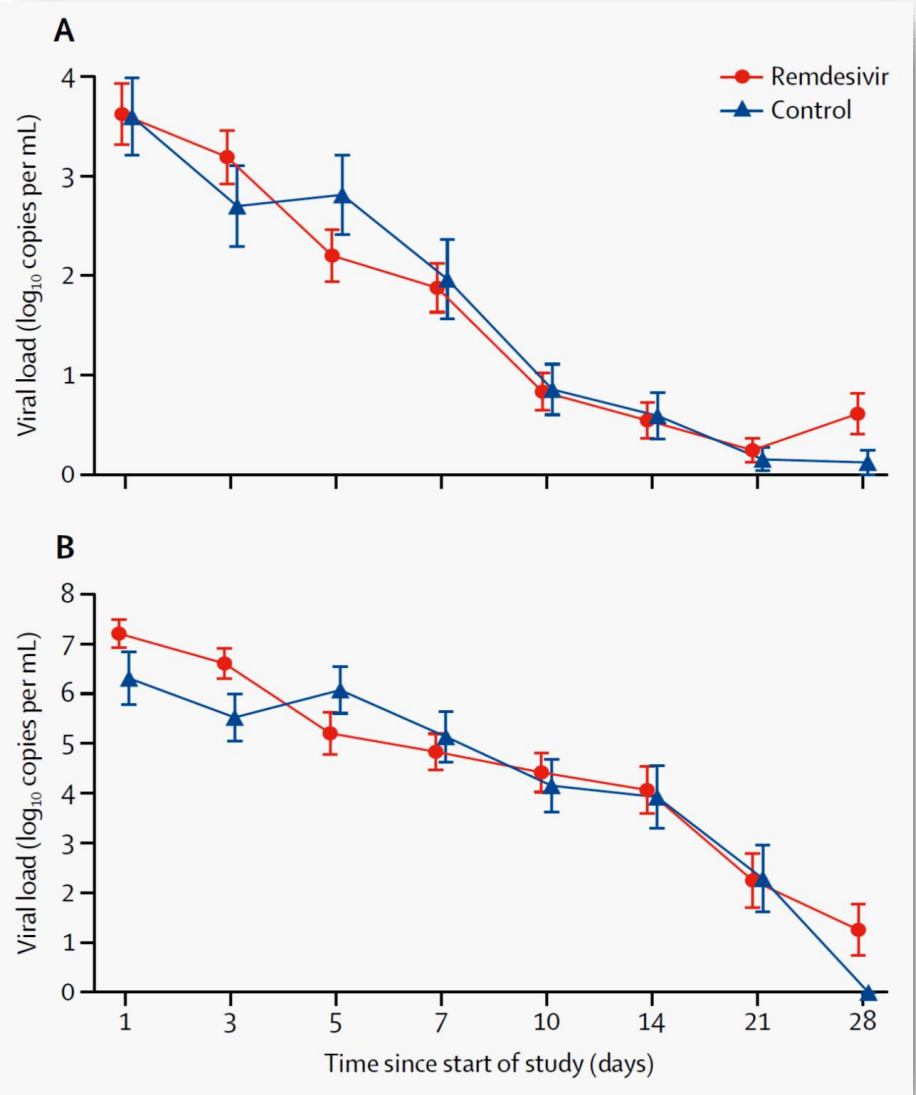 A
Remdesivir
Control
Viral load (log10 copies per mL)
4
3
2
1
0
B
Viral load (log10 copies per mL)
8
7
6
5
4
3
2
1
0
1 3 5 7 10 14 21 28
Time since start of study (days)